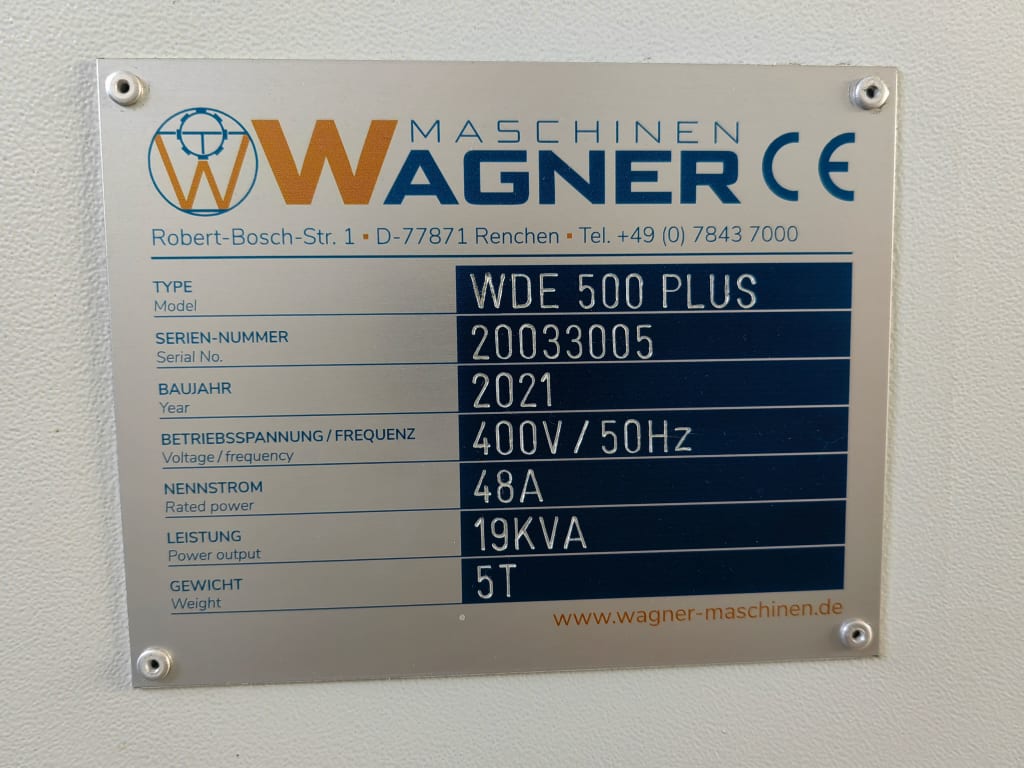 MASCHINEN
WAGNER CE
Robert-Bosch-Str. 1 ▪ D-77871 Renchen ▪ Tel. +49 (0) 7843 7000
TYPE WDE 500 PLUS
Model
SERIEN-NUMMER 20033005
Serial No.
BAUJAHR 2021
Year
BETRIEBSSPANNUNG / FREQUENZ 400V / 50Hz
Voltage / frequency
NENNSTROM 48A
Rated power
LEISTUNG 19KVA
Power output
GEWICHT 5T
Weight
www.wagner-maschinen.de